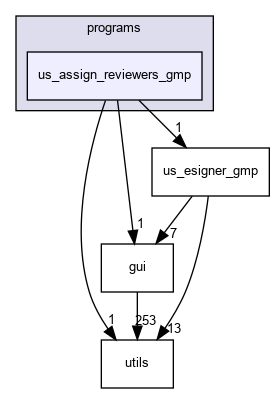 programs
us_assign_reviewers_gmp
1
us_esigner_gmp
1
7
gui
253
1
13
utils